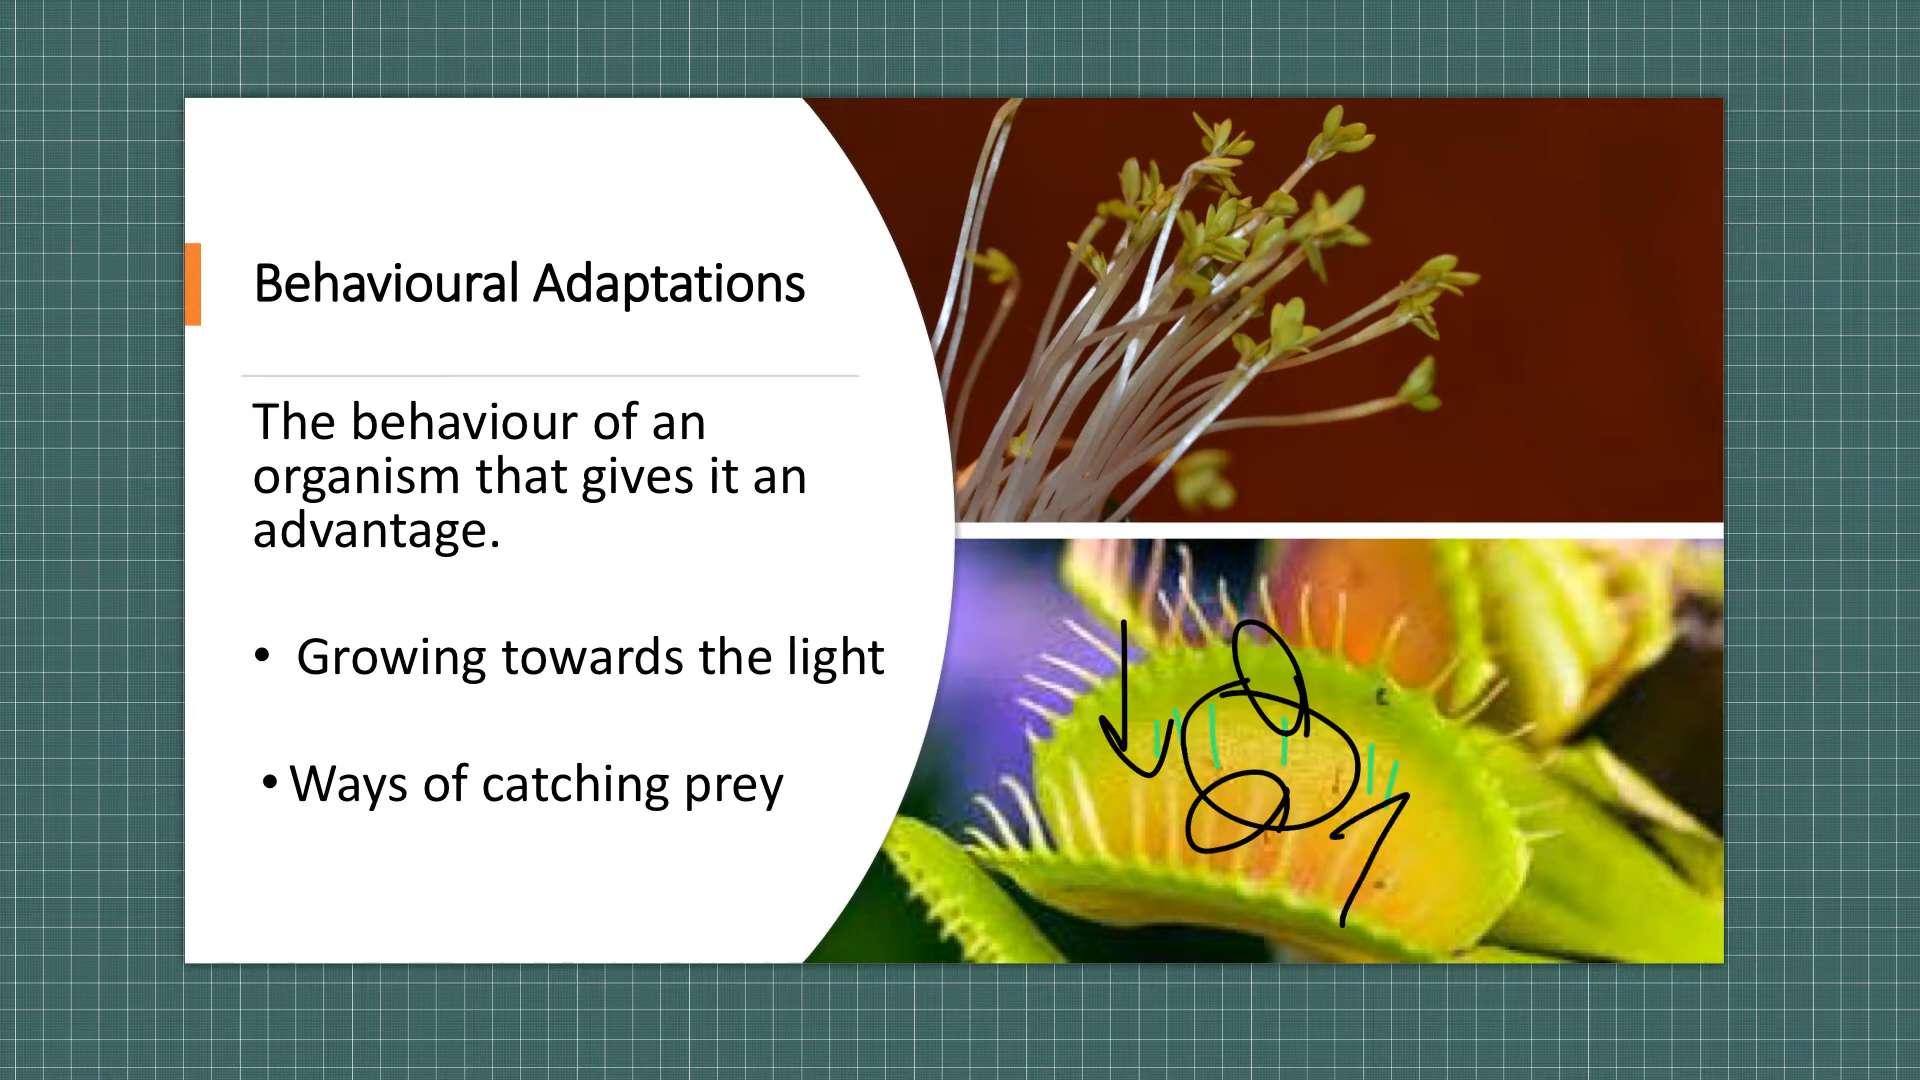 Behavioural Adaptations
The behaviour of an
organism that gives it an
advantage.
• Growing towards the light
• Ways of catching prey